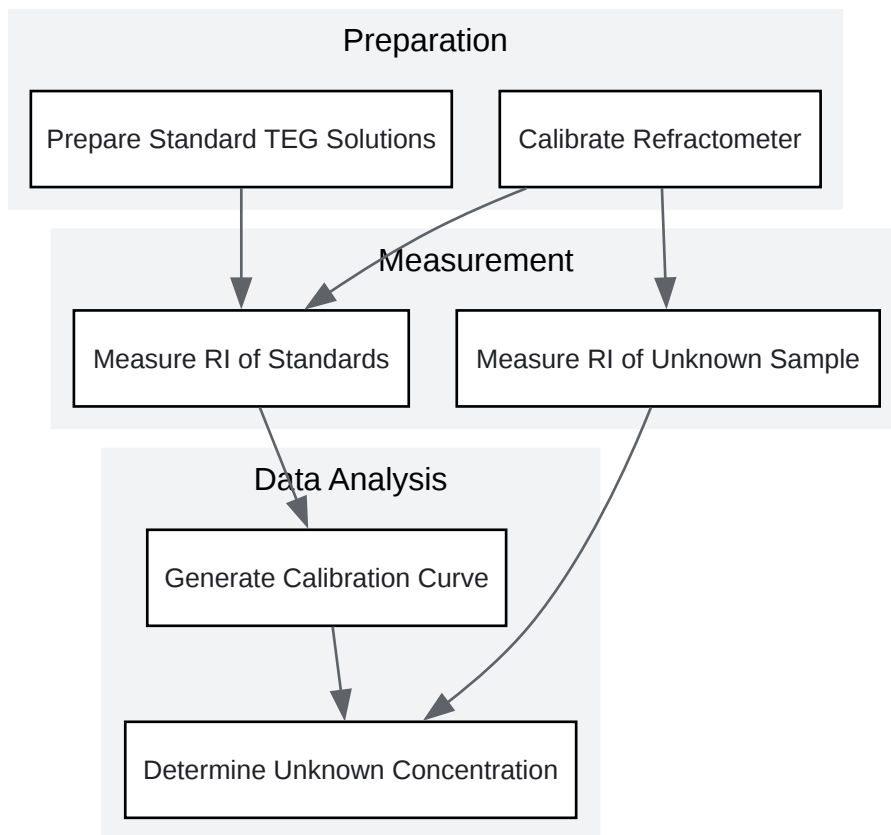 Preparation
Prepare Standard TEG Solutions
Calibrate Refractometer
Measurement
Measure RI of Standards
Measure RI of Unknown Sample
Data Analysis
Generate Calibration Curve
Determine Unknown Concentration